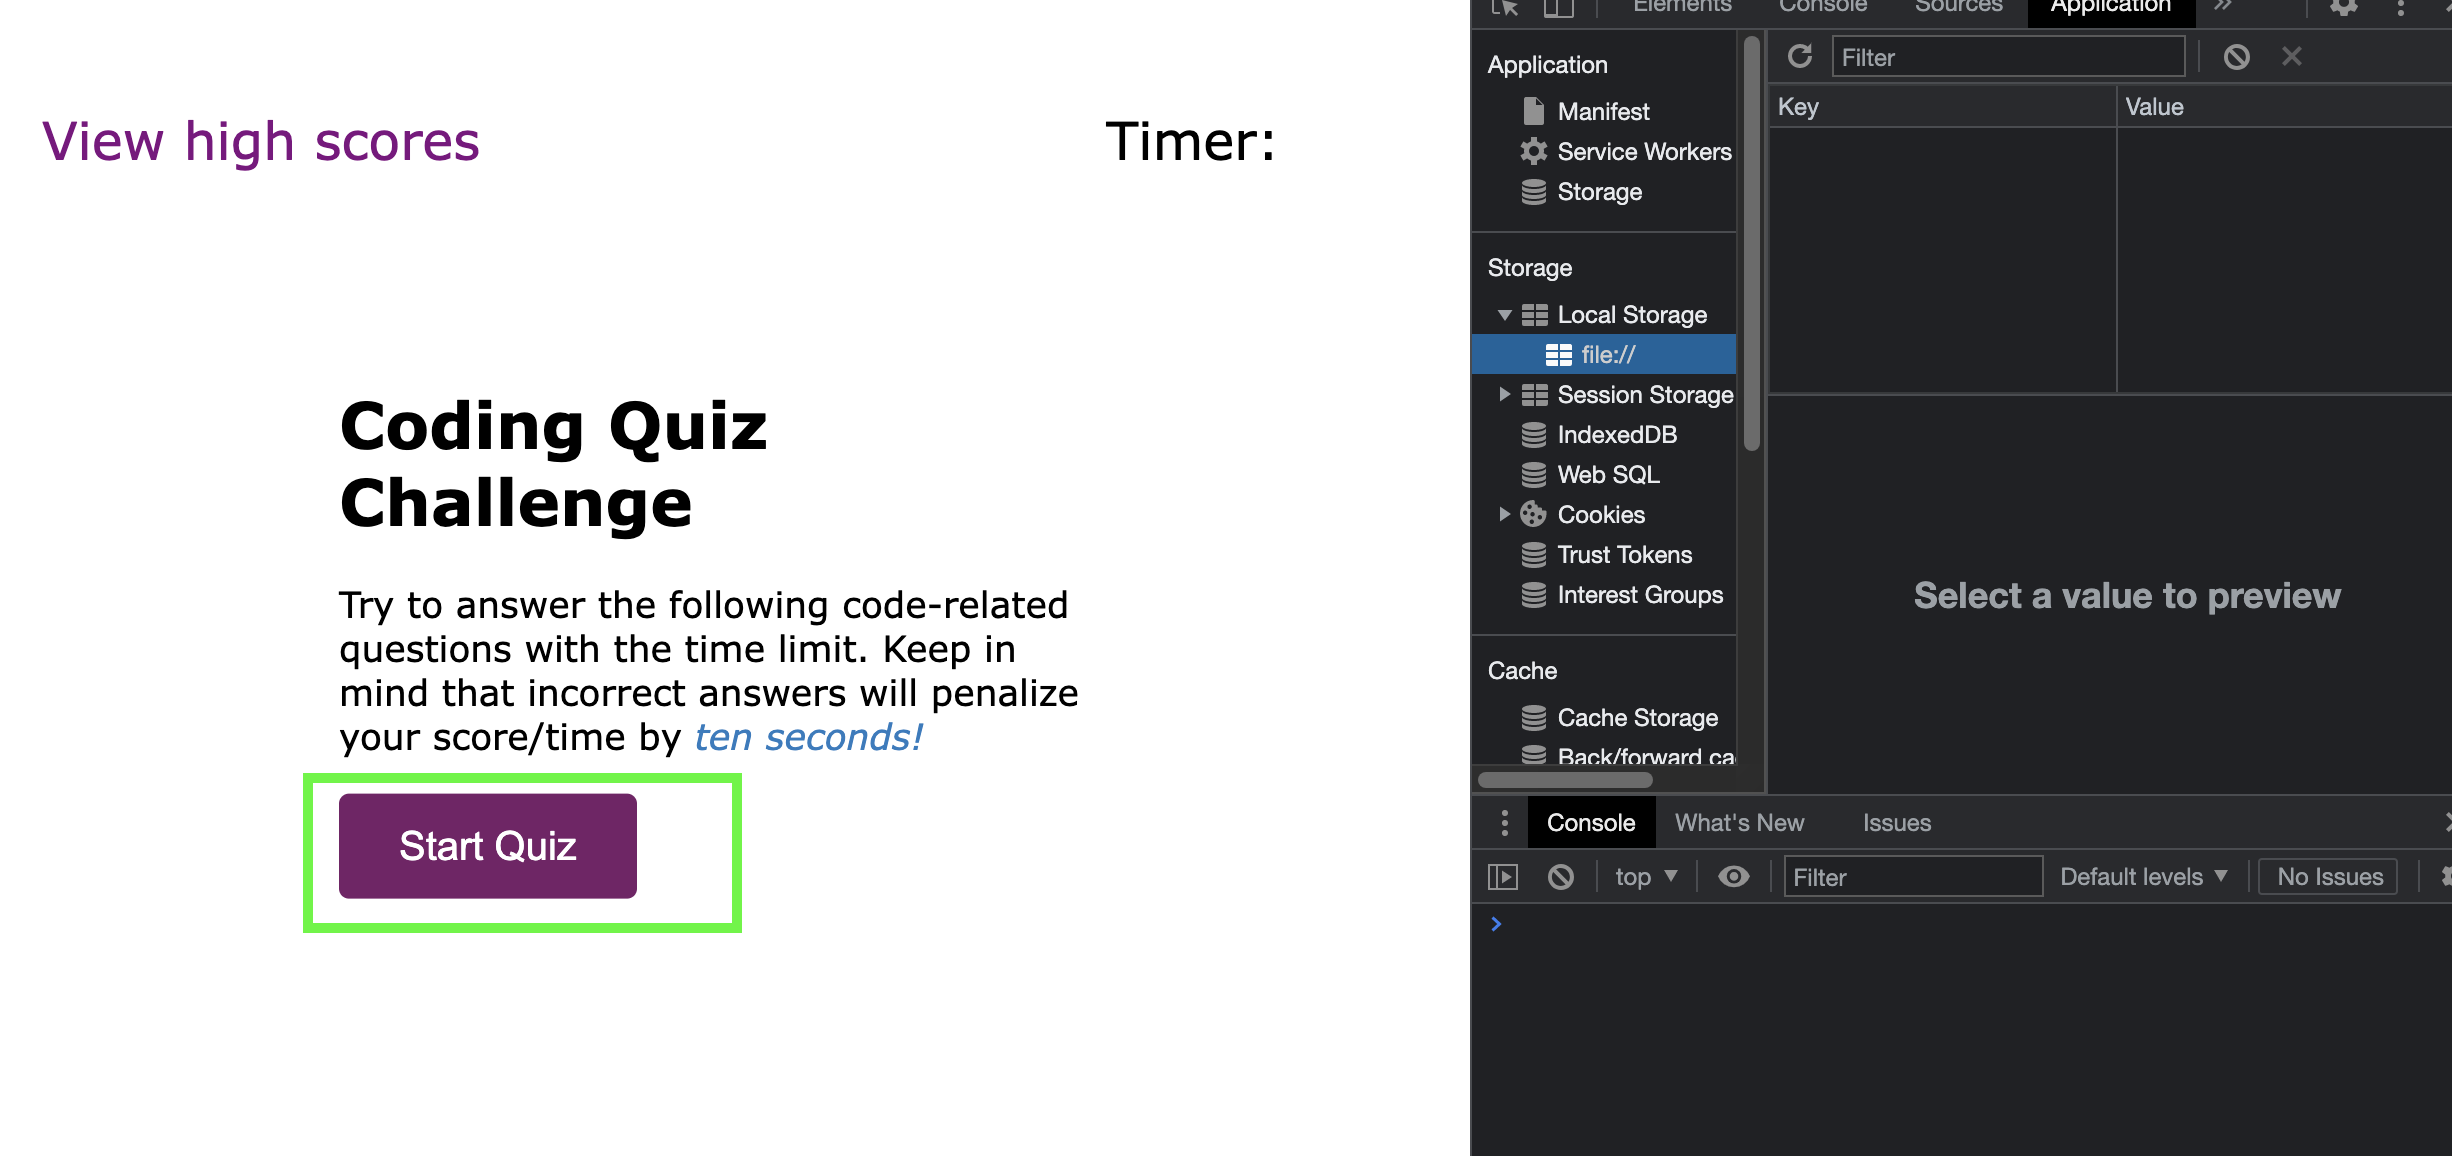 View high scores
Timer:
Coding Quiz
Challenge
Try to answer the following code-related
questions with the time limit. Keep in
mind that incorrect answers will penalize
your score/time by ten seconds!
Start Quiz
Elements Console Sources Application »
Application
Manifest
Service Workers
Storage
Storage
Local Storage
file://
Session Storage
IndexedDB
Web SQL
Cookies
Trust Tokens
Interest Groups
Cache
Cache Storage
Back/forward ca
Filter
Key Value
Select a value to preview
Console What's New Issues
top Filter Default levels No Issues